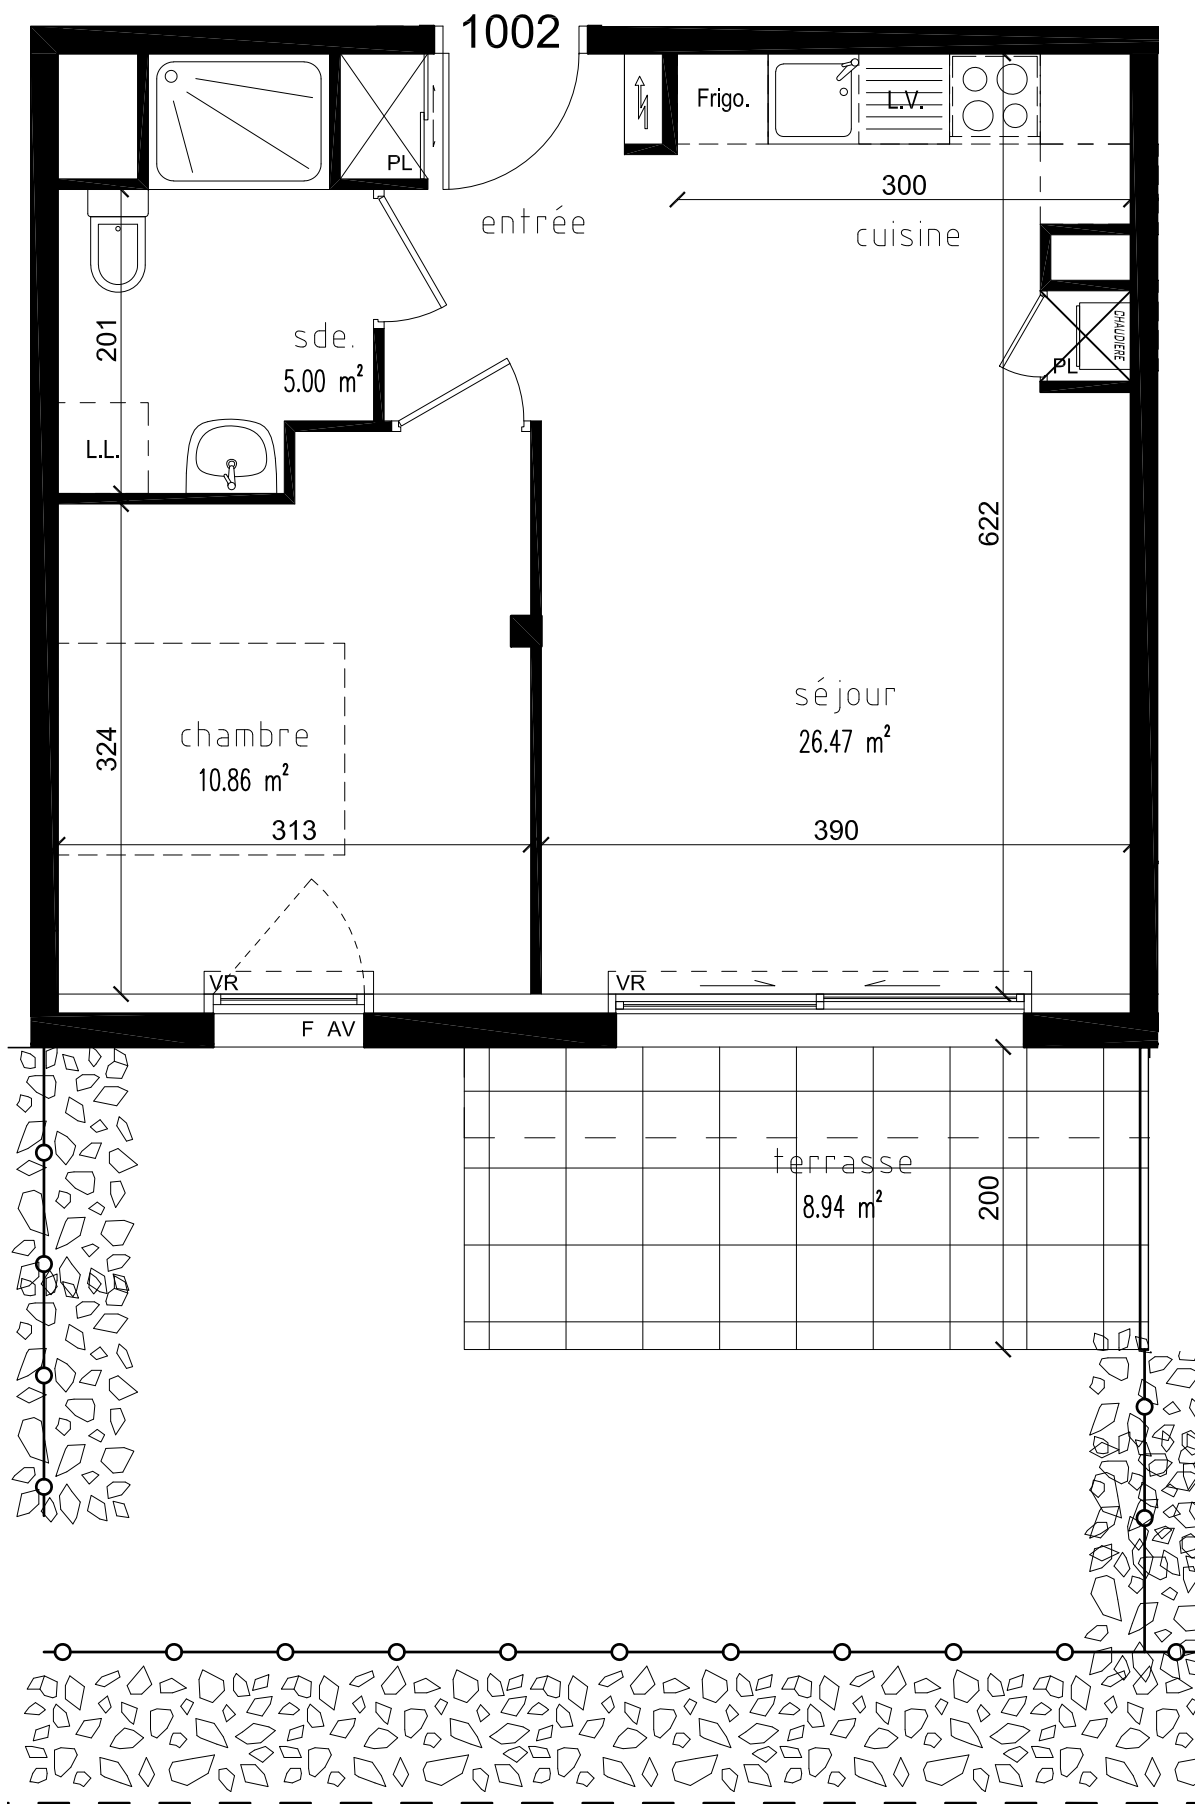 1002
Frigo.
L.V.
PL
300
entrée
cuisine
201
sde.
5.00 m²
CHAUDIERE
PL
L.L.
622
séjour
26.47 m²
chambre
10.86 m²
324
313
390
VR
VR
F AV
terrasse
8.94 m²
200